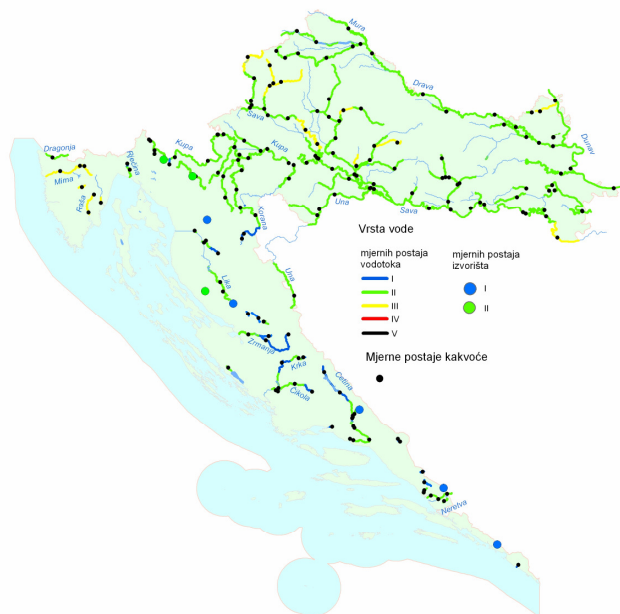 Mura
Drava
Sava
Dunav
Dragonja
Rječina
Kupa
Kupa
Mirna
Raša
Korana
Una
Sava
Una
Lika
Zrmanja
Krka
Čikola
Cetina
Neretva
Vrsta vode
mjernih postaja
vodotoka
I
II
III
IV
V
mjernih postaja
izvorišta
I
II
Mjerne postaje kakvoće